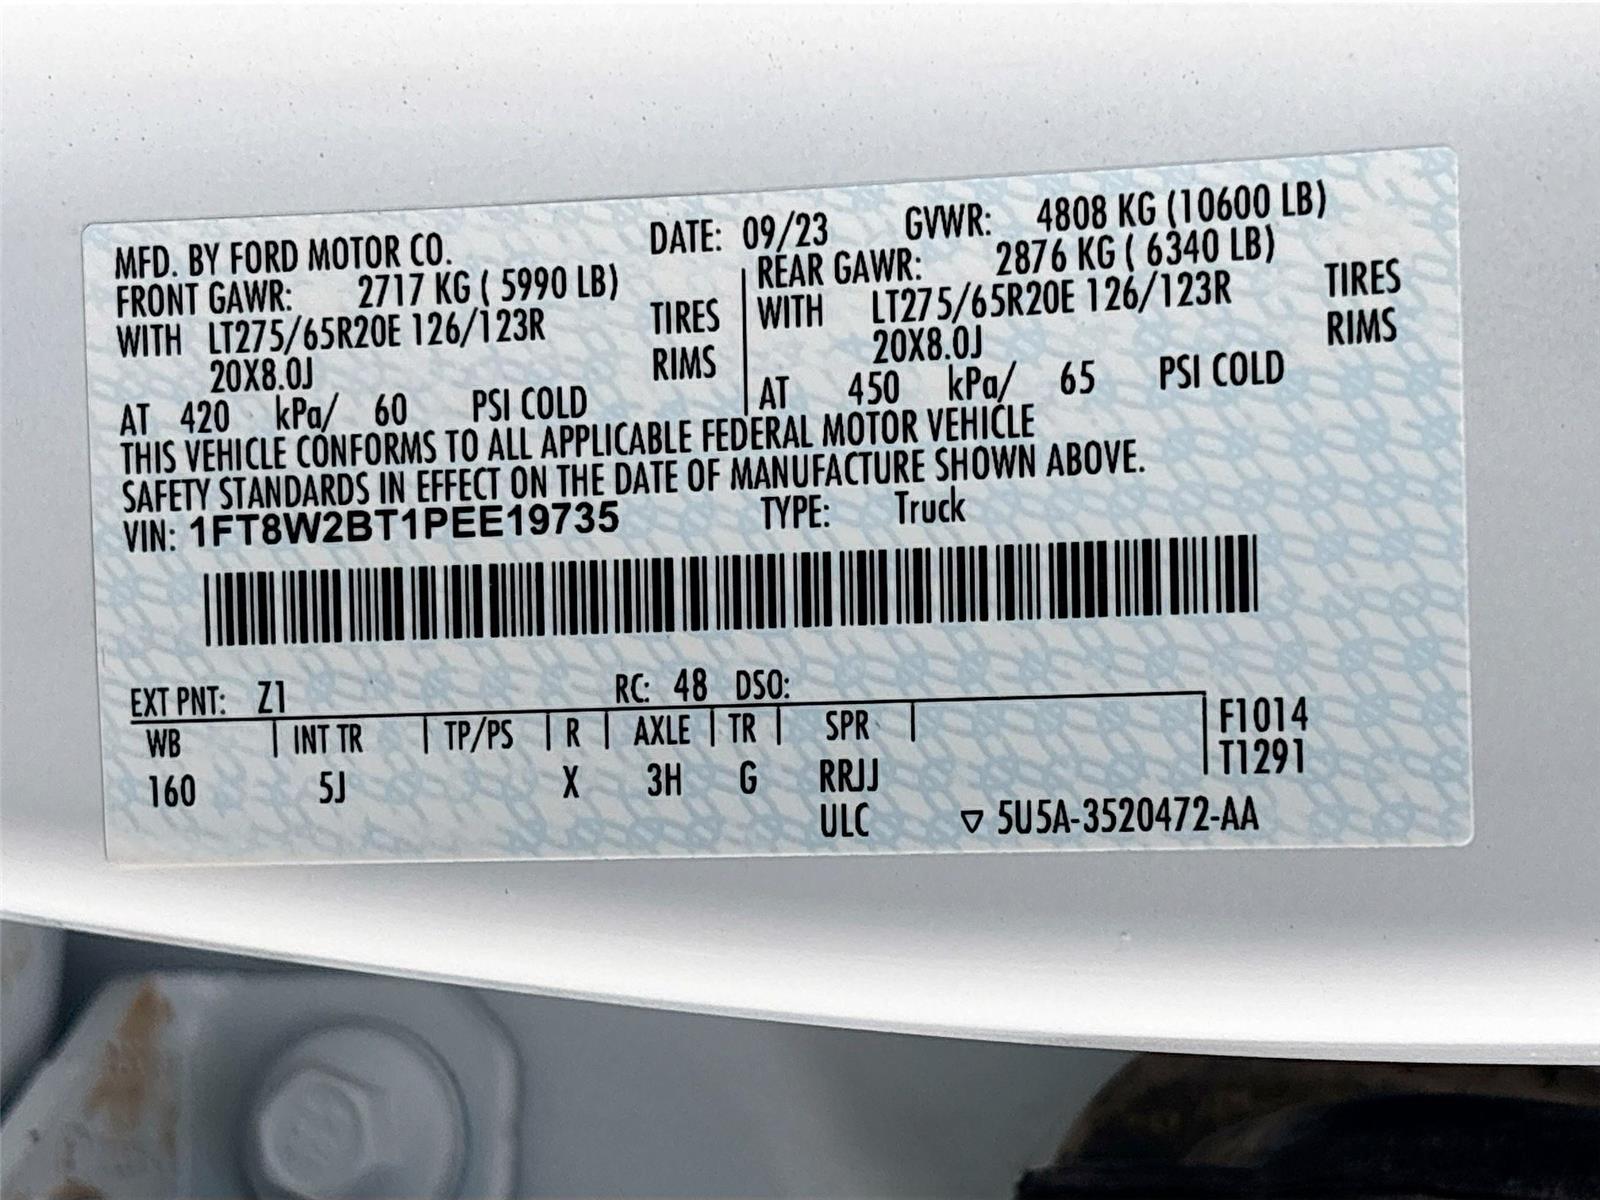 MFD. BY FORD MOTOR CO. DATE: 09/23 GVWR: 4808 KG (10600 LB)
FRONT GAWR: 2717 KG ( 5990 LB) REAR GAWR: 2876 KG ( 6340 LB)
WITH LT275/65R20E 126/123R TIRES WITH LT275/65R20E 126/123R TIRES
20X8.0J RIMS 20X8.0J RIMS
AT 420 kPa/ 60 PSI COLD AT 450 kPa/ 65 PSI COLD
THIS VEHICLE CONFORMS TO ALL APPLICABLE FEDERAL MOTOR VEHICLE
SAFETY STANDARDS IN EFFECT ON THE DATE OF MANUFACTURE SHOWN ABOVE.
VIN: 1FT8W2BT1PEE19735 TYPE: Truck
EXT PNT: Z1 RC: 48 DSO:
WB INT TR TP/PS R AXLE TR SPR F1014
160 5J X 3H G RRJJ T1291
ULC ▽ 5U5A-3520472-AA